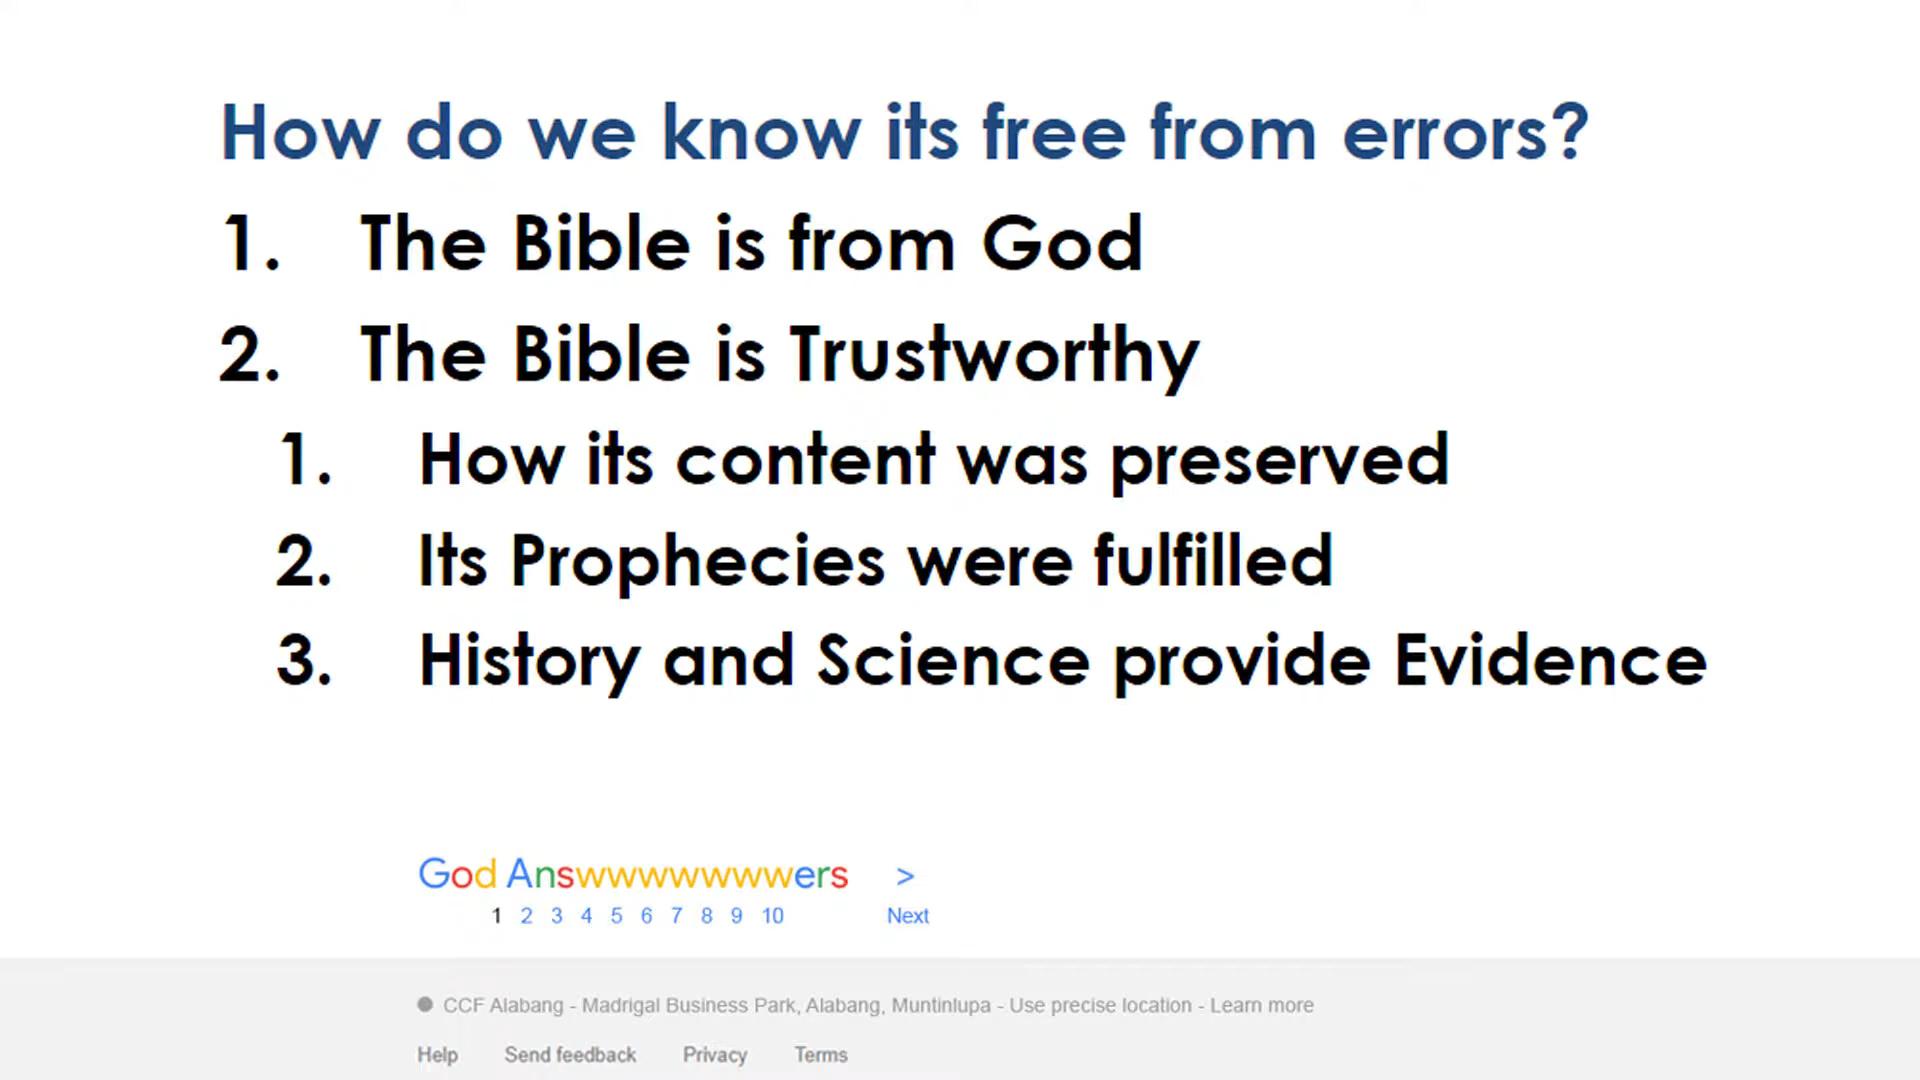 How do we know its free from errors?
1. The Bible is from God
2. The Bible is Trustworthy
1. How its content was preserved
2. Its Prophecies were fulfilled
3. History and Science provide Evidence
God Answwwwwwwers >
1 2 3 4 5 6 7 8 9 10 Next
CCF Alabang - Madrigal Business Park, Alabang, Muntinlupa - Use precise location - Learn more
Help Send feedback Privacy Terms